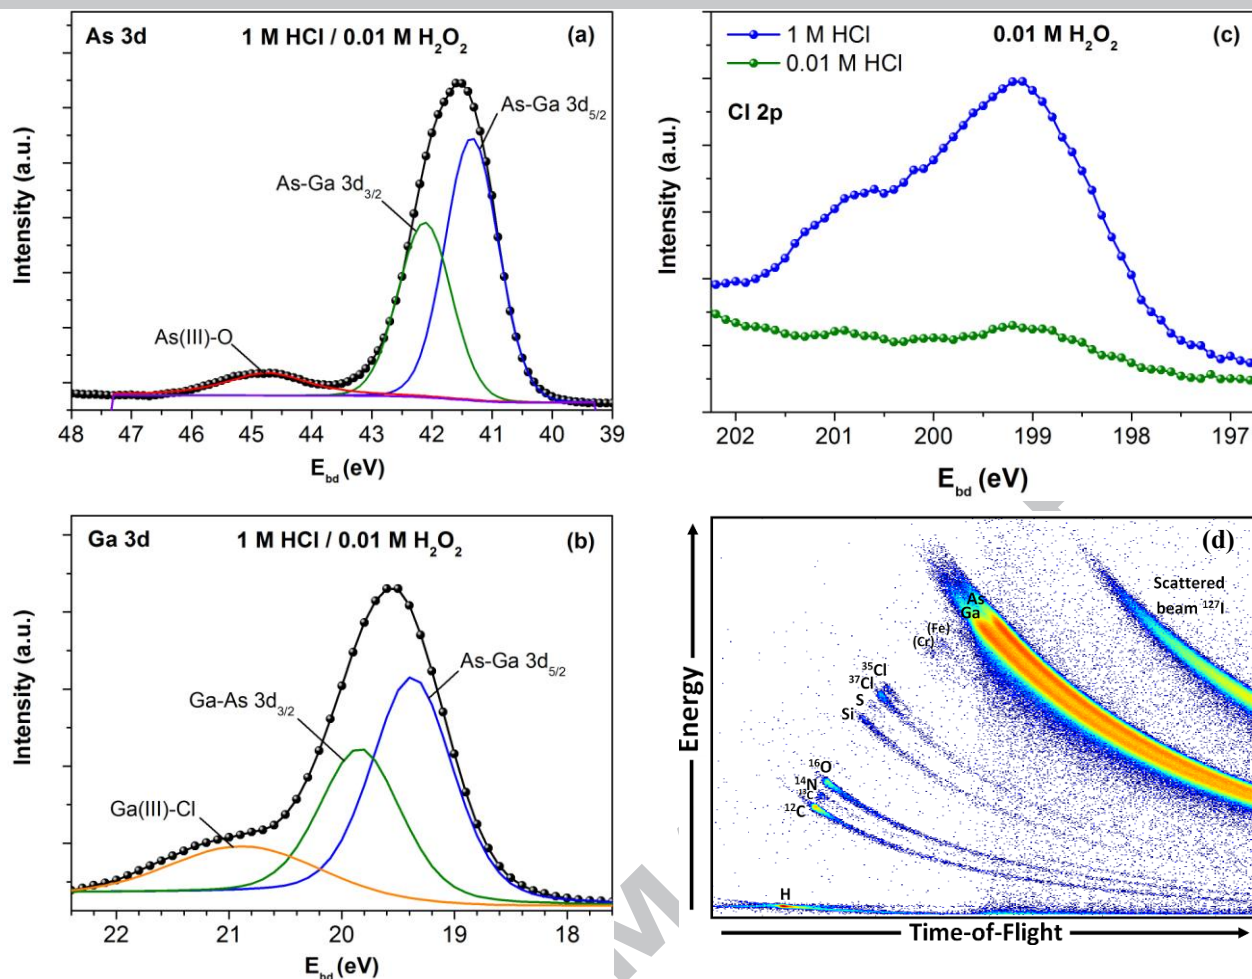 As 3d
1 M HCl / 0.01 M H₂O₂
(a)
As-Ga 3d₅/₂
As-Ga 3d₃/₂
As(III)-O
Intensity (a.u.)
48 47 46 45 44 43 42 41 40 39
E_bd (eV)
1 M HCl
0.01 M HCl
0.01 M H₂O₂
(c)
Cl 2p
Intensity (a.u.)
202 201 200 199 198 197
E_bd (eV)
Ga 3d
1 M HCl / 0.01 M H₂O₂
(b)
As-Ga 3d₅/₂
Ga-As 3d₃/₂
Ga(III)-Cl
Intensity (a.u.)
22 21 20 19 18
E_bd (eV)
(d)
Scattered
beam ¹²⁷I
As
Ga
(Fe)
(Cr)
³⁵Cl
³⁷Cl
S
Si
¹⁶O
¹⁴N
¹³C
¹²C
H
Energy
Time-of-Flight
M